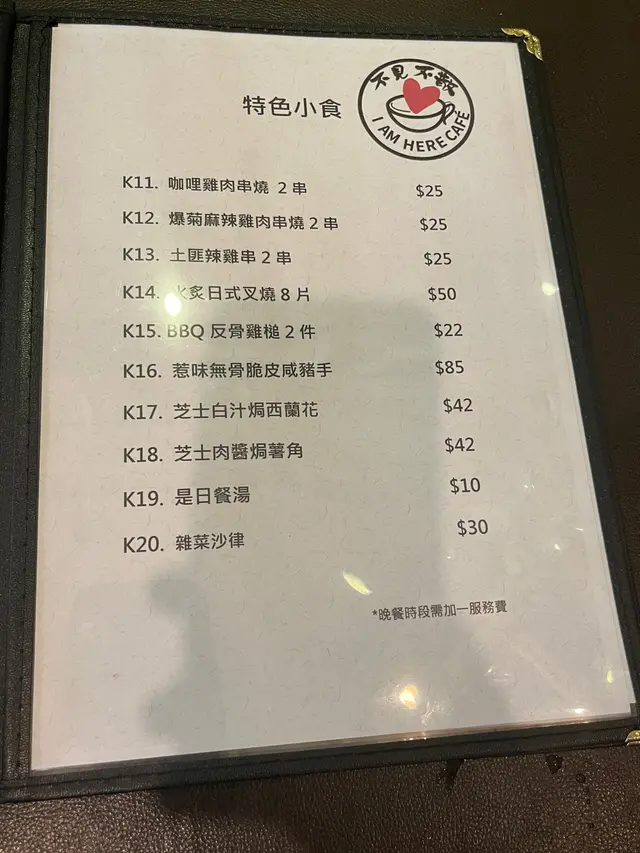 不見不散
I AM HERE CAFÉ
特色小食
K11. 咖哩雞肉串燒 2 串 $25
K12. 爆菊麻辣雞肉串燒 2 串 $25
K13. 土匪辣雞串 2 串 $25
K14. 火炙日式叉燒 8 片 $50
K15. BBQ 反骨雞槌 2 件 $22
K16. 惹味無骨脆皮咸豬手 $85
K17. 芝士白汁焗西蘭花 $42
K18. 芝士肉醬焗薯角 $42
K19. 是日餐湯 $10
K20. 雜菜沙律 $30
*晚餐時段需加一服務費